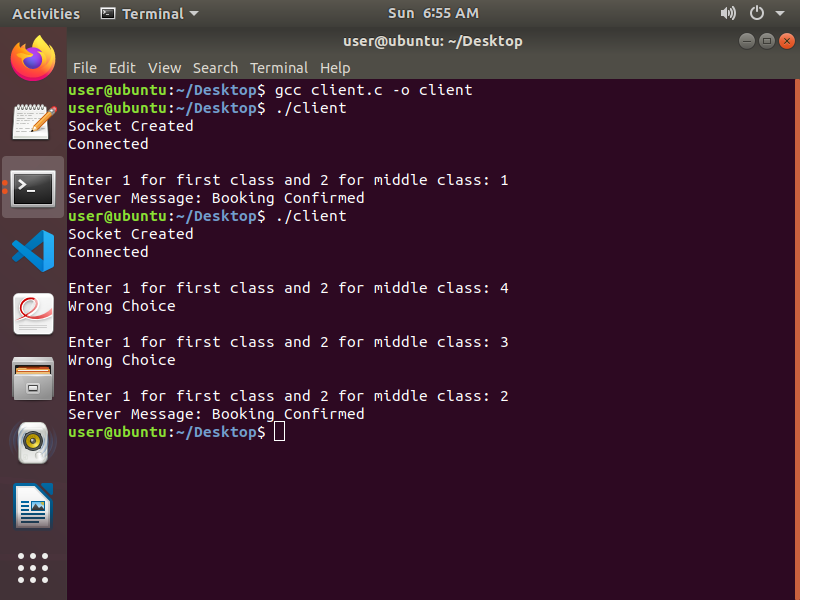 Activities Terminal Sun 6:55 AM
user@ubuntu: ~/Desktop
File Edit View Search Terminal Help
user@ubuntu:~/Desktop$ gcc client.c -o client
user@ubuntu:~/Desktop$ ./client
Socket Created
Connected
Enter 1 for first class and 2 for middle class: 1
Server Message: Booking Confirmed
user@ubuntu:~/Desktop$ ./client
Socket Created
Connected
Enter 1 for first class and 2 for middle class: 4
Wrong Choice
Enter 1 for first class and 2 for middle class: 3
Wrong Choice
Enter 1 for first class and 2 for middle class: 2
Server Message: Booking Confirmed
user@ubuntu:~/Desktop$